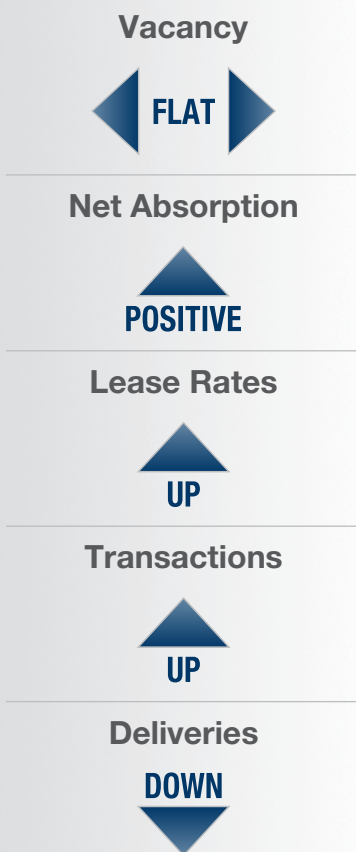 Vacancy
FLAT
Net Absorption
POSITIVE
Lease Rates
UP
Transactions
UP
Deliveries
DOWN